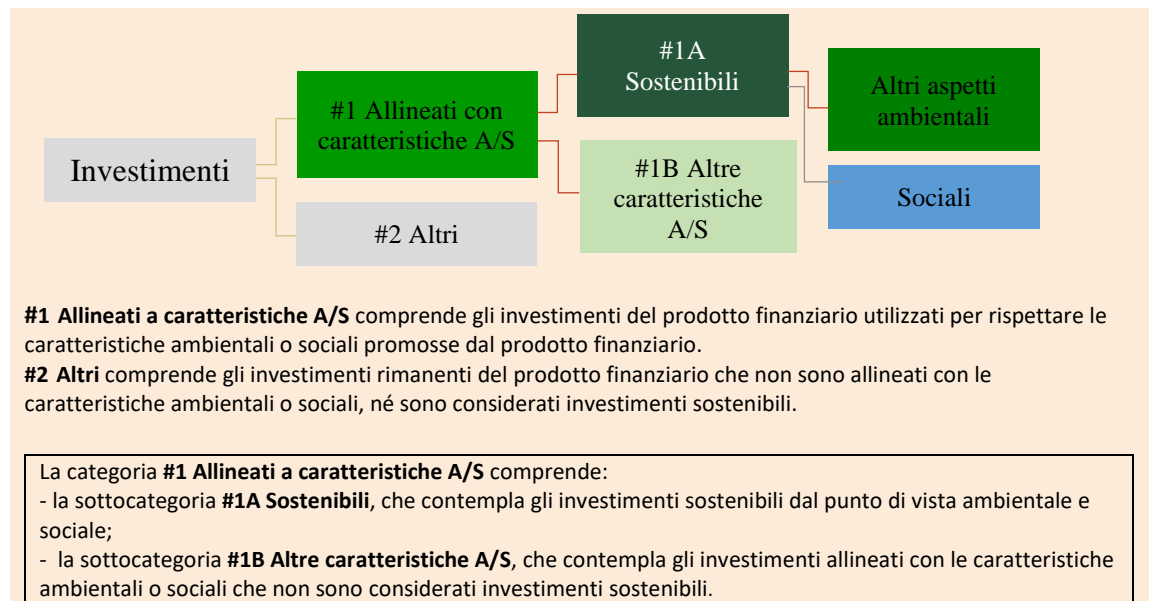 #1A
Sostenibili
Altri aspetti
ambientali
#1 Allineati con
caratteristiche A/S
Investimenti
#1B Altre
caratteristiche
A/S
Sociali
#2 Altri
#1 Allineati a caratteristiche A/S comprende gli investimenti del prodotto finanziario utilizzati per rispettare le
caratteristiche ambientali o sociali promosse dal prodotto finanziario.
#2 Altri comprende gli investimenti rimanenti del prodotto finanziario che non sono allineati con le
caratteristiche ambientali o sociali, né sono considerati investimenti sostenibili.
La categoria #1 Allineati a caratteristiche A/S comprende:
- la sottocategoria #1A Sostenibili, che contempla gli investimenti sostenibili dal punto di vista ambientale e
sociale;
- la sottocategoria #1B Altre caratteristiche A/S, che contempla gli investimenti allineati con le caratteristiche
ambientali o sociali che non sono considerati investimenti sostenibili.